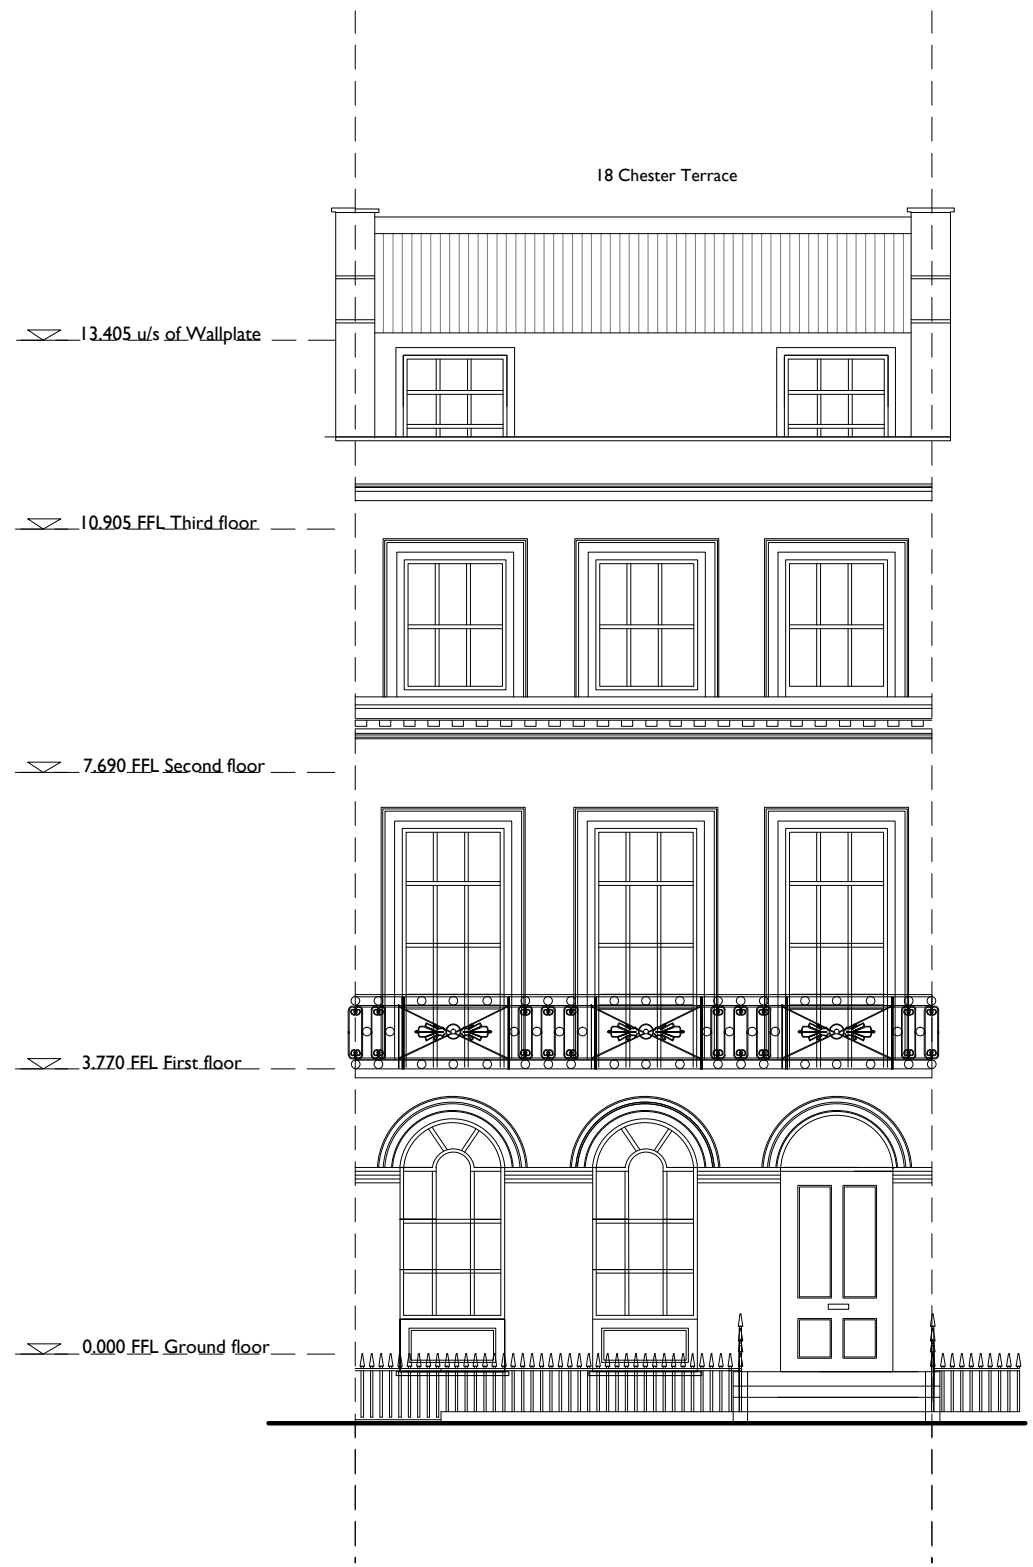 18 Chester Terrace
13.405 u/s of Wallplate
10.905 FFL Third floor
7.690 FFL Second floor
3.770 FFL First floor
0.000 FFL Ground floor